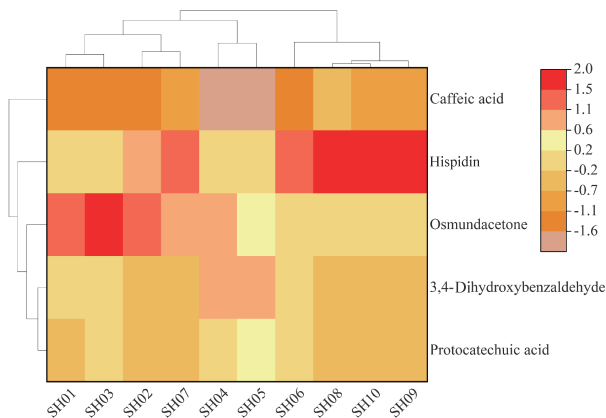 2.0
1.5
1.1
0.6
0.2
-0.2
-0.7
-1.1
-1.6
Caffeic acid
Hispidin
Osmundacetone
3,4-Dihydroxybenzaldehyde
Protocatechuic acid
SH01 SH03 SH02 SH07 SH04 SH05 SH06 SH08 SH10 SH09